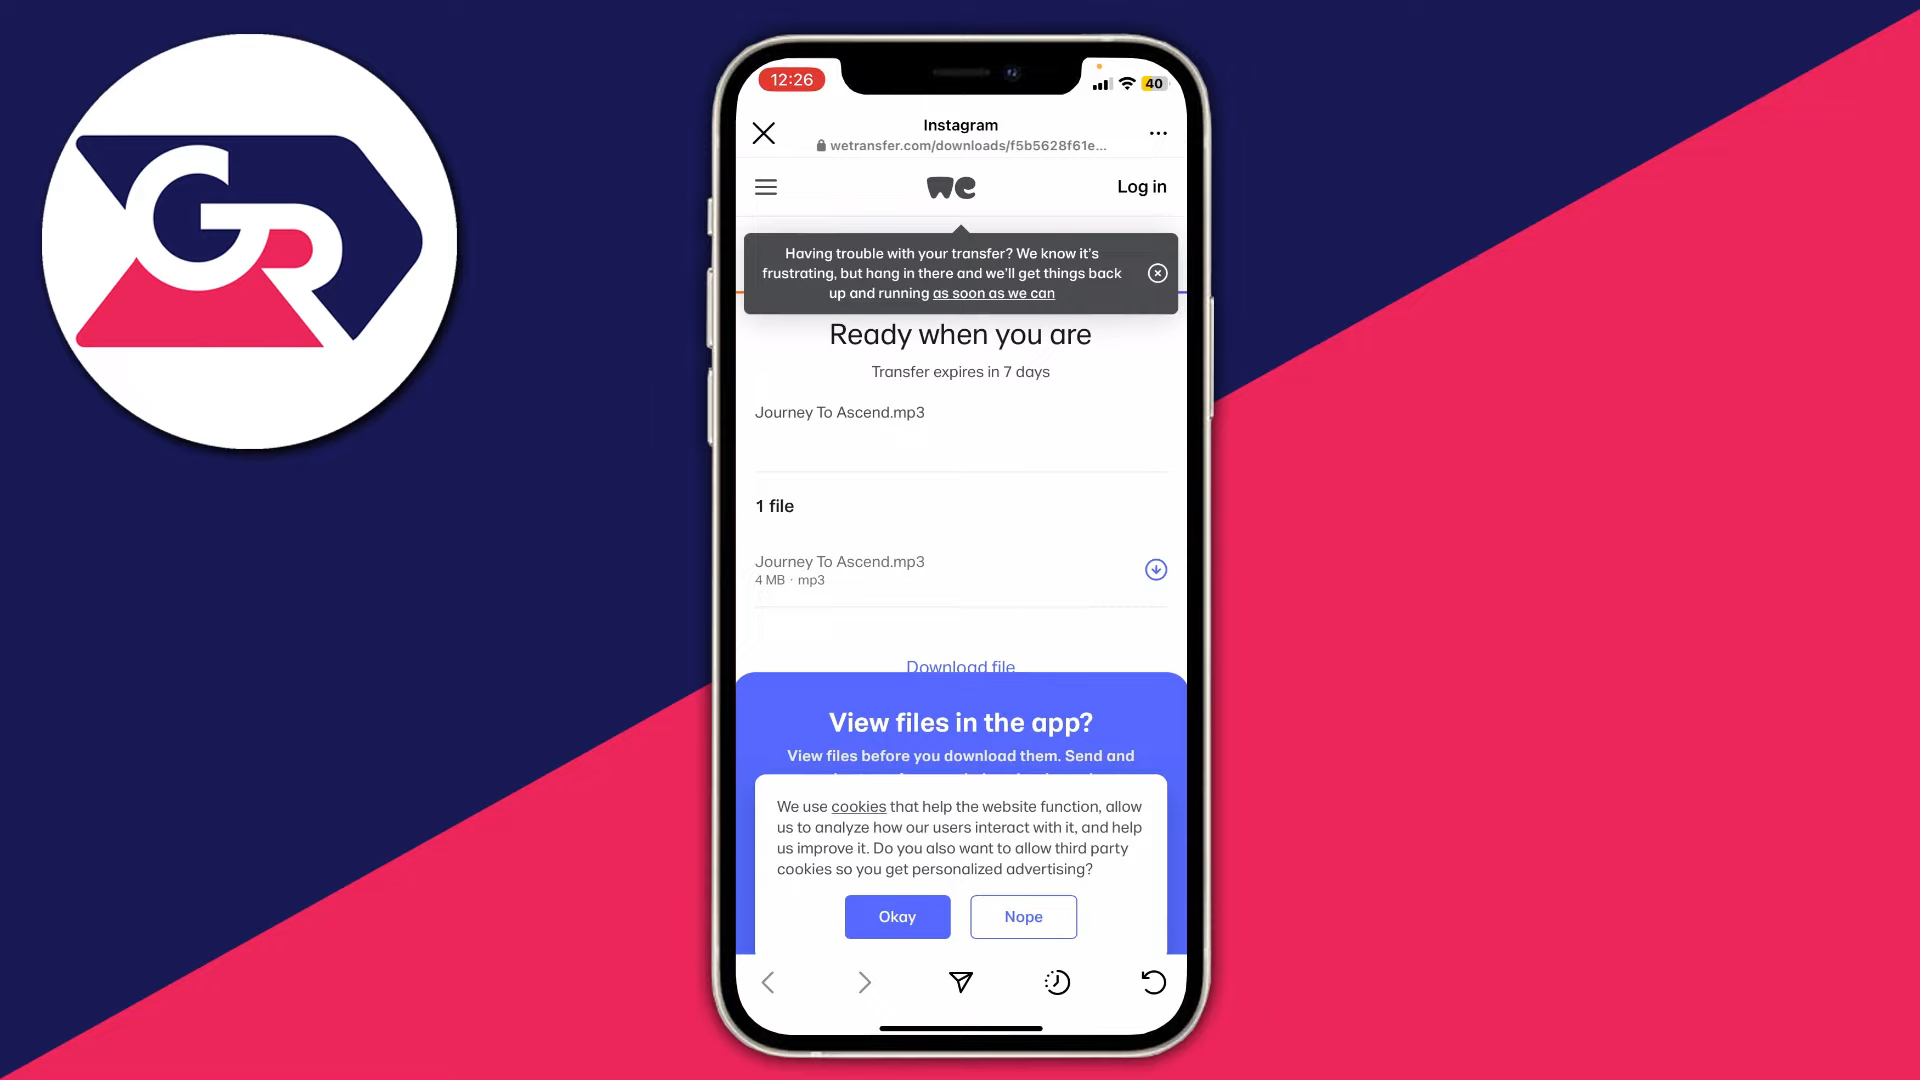 GR
12:26
40
Instagram
wetransfer.com/downloads/f5b5628f61e...
we
Log in
Having trouble with your transfer? We know it's
frustrating, but hang in there and we'll get things back
up and running as soon as we can
Ready when you are
Transfer expires in 7 days
Journey To Ascend.mp3
1 file
Journey To Ascend.mp3
4 MB · mp3
Download file
View files in the app?
View files before you download them. Send and
We use cookies that help the website function, allow
us to analyze how our users interact with it, and help
us improve it. Do you also want to allow third party
cookies so you get personalized advertising?
Okay
Nope